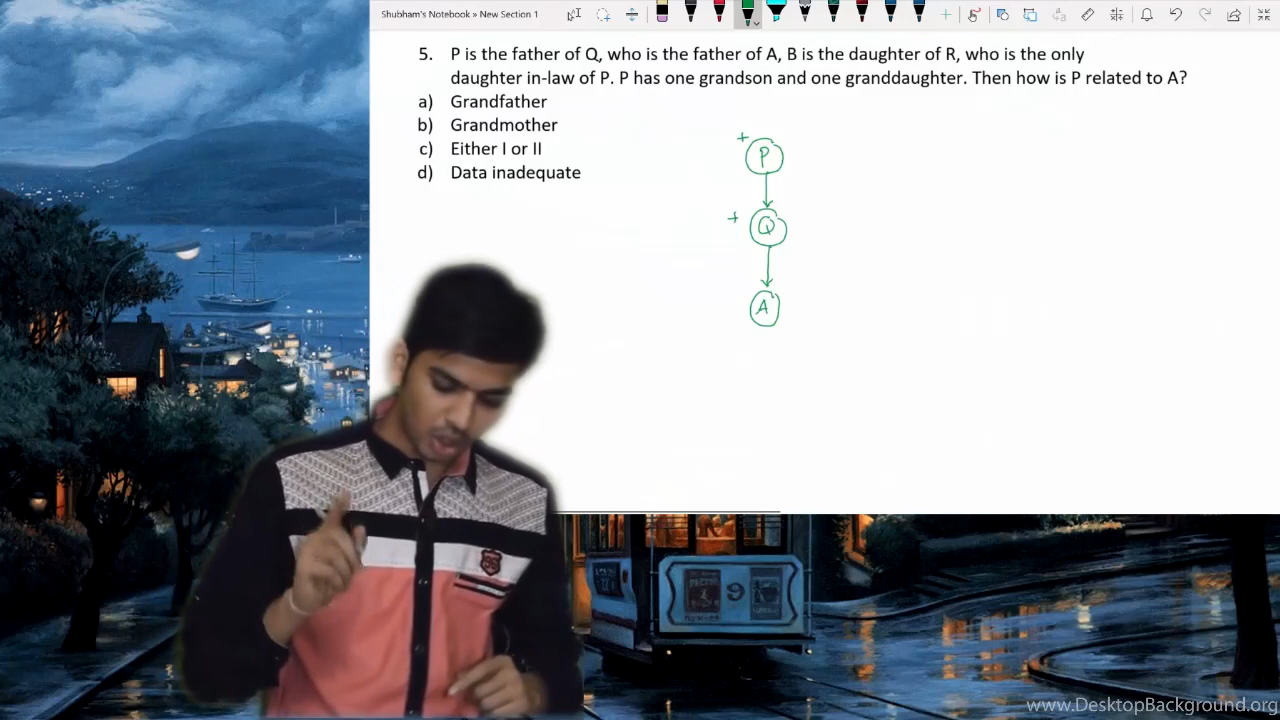 Shubham's Notebook » New Section 1
5. P is the father of Q, who is the father of A, B is the daughter of R, who is the only
daughter in-law of P. P has one grandson and one granddaughter. Then how is P related to A?
a) Grandfather
b) Grandmother
c) Either I or II
d) Data inadequate
+
P
+
Q
A
9
www.DesktopBackground.org